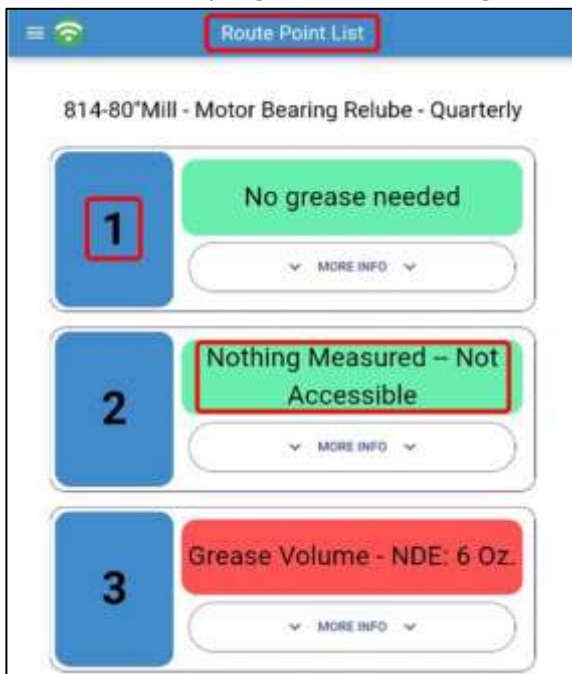 Route Point List
814-80"Mill - Motor Bearing Relube - Quarterly
1
No grease needed
MORE INFO
2
Nothing Measured -- Not
Accessible
MORE INFO
3
Grease Volume - NDE: 6 Oz.
MORE INFO